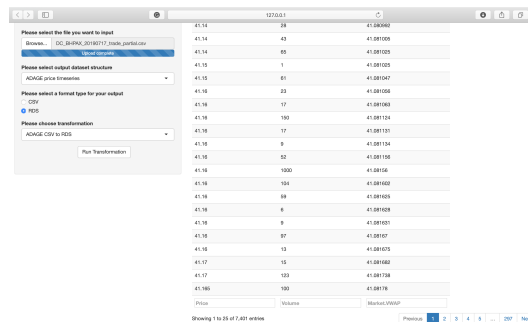 127.0.0.1
Please select the file you want to input
Browse... DC_BHPAX_20190717_trade_partial.csv
Upload complete
Please select output dataset structure
ADAGE price timeseries
Please select a format type for your output
CSV
RDS
Please choose transformation
ADAGE CSV to RDS
Run Transformation
41.14 28 41.080992
41.14 43 41.081005
41.14 65 41.081025
41.15 1 41.081025
41.15 61 41.081047
41.16 23 41.081056
41.16 17 41.081063
41.16 150 41.081124
41.16 17 41.081131
41.16 9 41.081134
41.16 52 41.081156
41.16 1000 41.08156
41.16 104 41.081602
41.16 59 41.081625
41.16 6 41.081628
41.16 9 41.081631
41.16 97 41.08167
41.16 13 41.081675
41.17 15 41.081682
41.17 123 41.081738
41.165 100 41.08178
Price Volume Market.VWAP
Showing 1 to 25 of 7,401 entries
Previous 1 2 3 4 5 ... 297 Ne